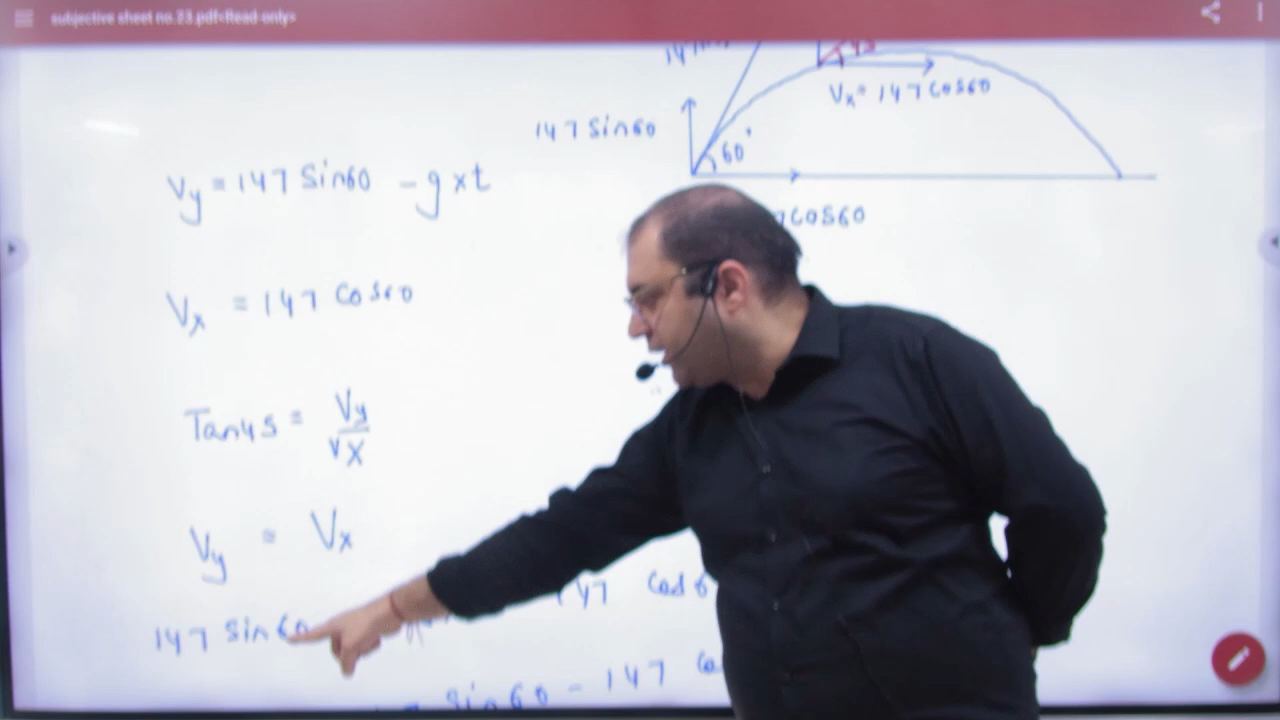 subjective sheet no.23.pdf<Read-only>
45
Vx = 147 cos60
147 Sin60
60°
Vy = 147 Sin60 - g x t
cos60
Vx = 147 cos60
Tan45 = Vy/Vx
Vy = Vx
147 Sin60
147
Sin60 - 147